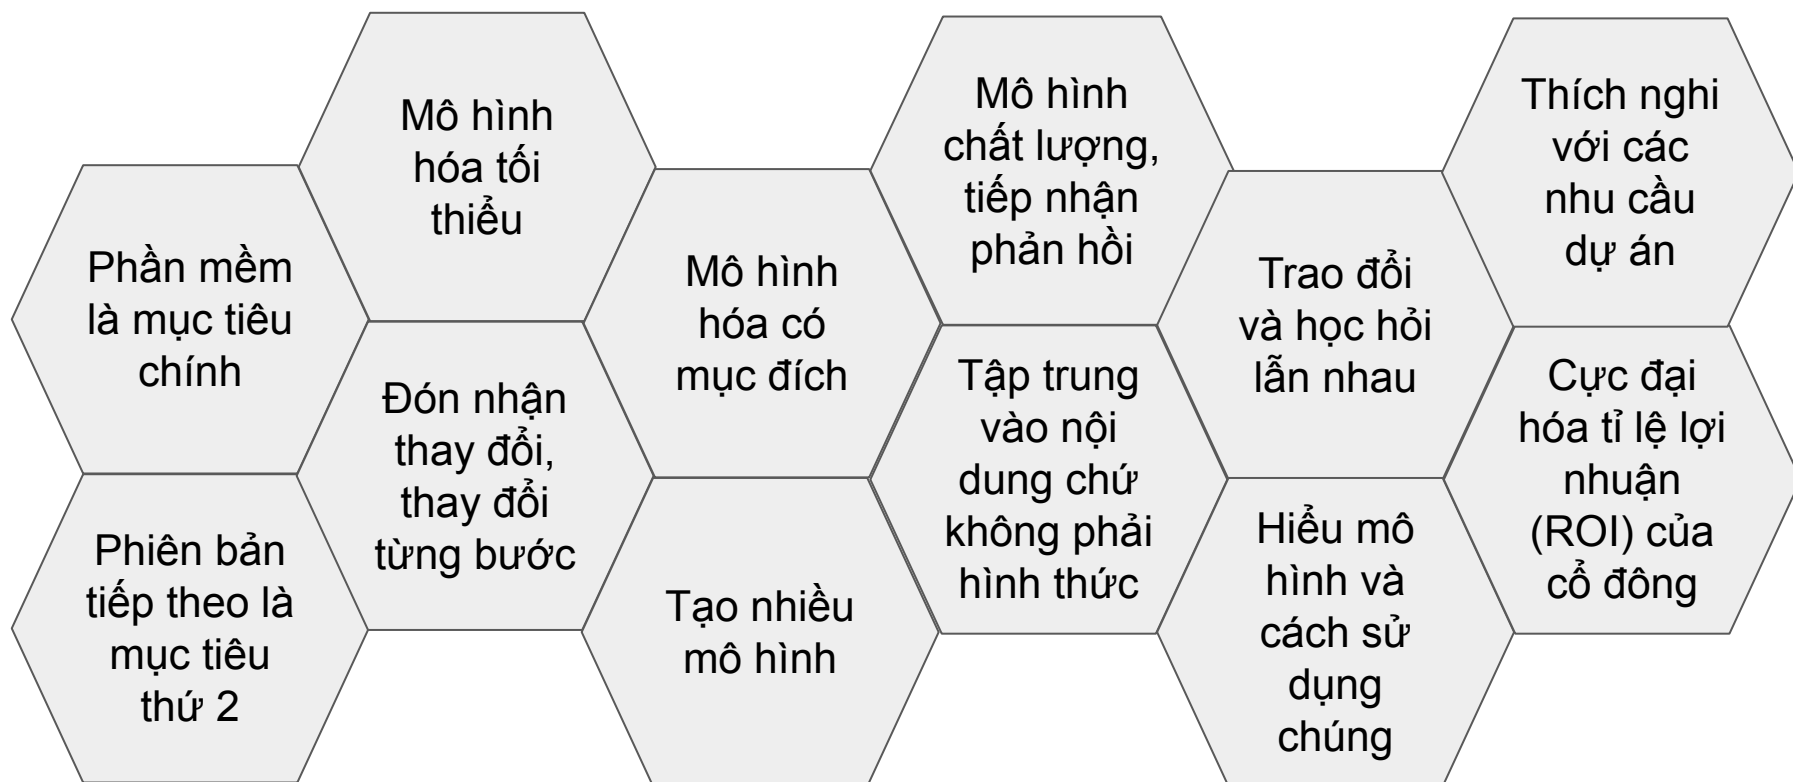 Phần mềm
là mục tiêu
chính
Phiên bản
tiếp theo là
mục tiêu
thứ 2
Mô hình
hóa tối
thiểu
Đón nhận
thay đổi,
thay đổi
từng bước
Mô hình
hóa có
mục đích
Tạo nhiều
mô hình
Mô hình
chất lượng,
tiếp nhận
phản hồi
Tập trung
vào nội
dung chứ
không phải
hình thức
Trao đổi
và học hỏi
lẫn nhau
Hiểu mô
hình và
cách sử
dụng
chúng
Thích nghi
với các
nhu cầu
dự án
Cực đại
hóa tỉ lệ lợi
nhuận
(ROI) của
cổ đông